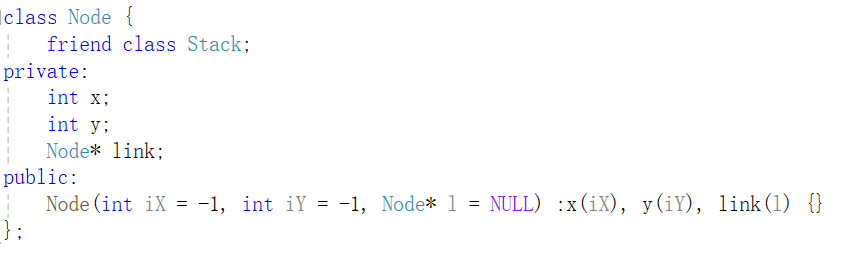 class Node {
    friend class Stack;
private:
    int x;
    int y;
    Node* link;
public:
    Node(int iX = -1, int iY = -1, Node* l = NULL) :x(iX), y(iY), link(l) {}
};